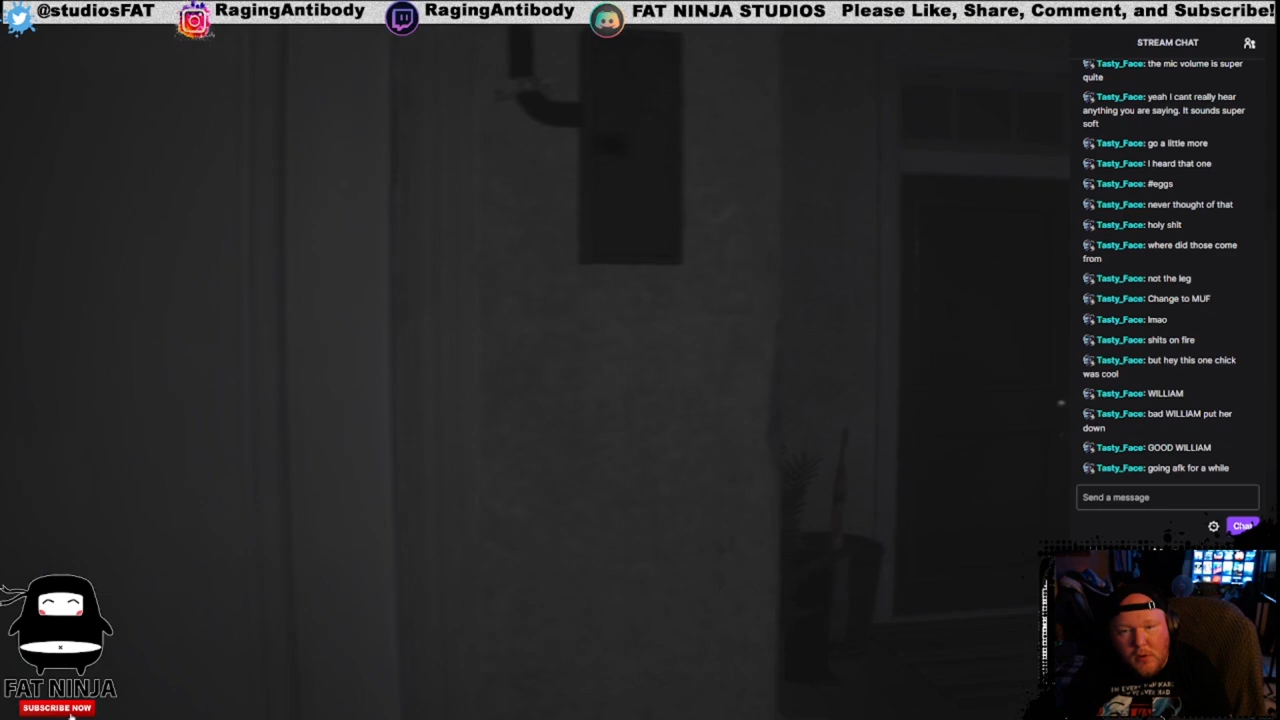 @studiosFAT RagingAntibody RagingAntibody FAT NINJA STUDIOS Please Like, Share, Comment, and Subscribe!
STREAM CHAT
Tasty_Face: the mic volume is super
quite
Tasty_Face: yeah I cant really hear
anything you are saying. It sounds super
soft
Tasty_Face: go a little more
Tasty_Face: I heard that one
Tasty_Face: #eggs
Tasty_Face: never thought of that
Tasty_Face: holy shit
Tasty_Face: where did those come
from
Tasty_Face: not the leg
Tasty_Face: Change to MUF
Tasty_Face: lmao
Tasty_Face: shits on fire
Tasty_Face: but hey this one chick
was cool
Tasty_Face: WILLIAM
Tasty_Face: bad WILLIAM put her
down
Tasty_Face: GOOD WILLIAM
Tasty_Face: going afk for a while
Send a message
Chat
FAT NINJA
SUBSCRIBE NOW